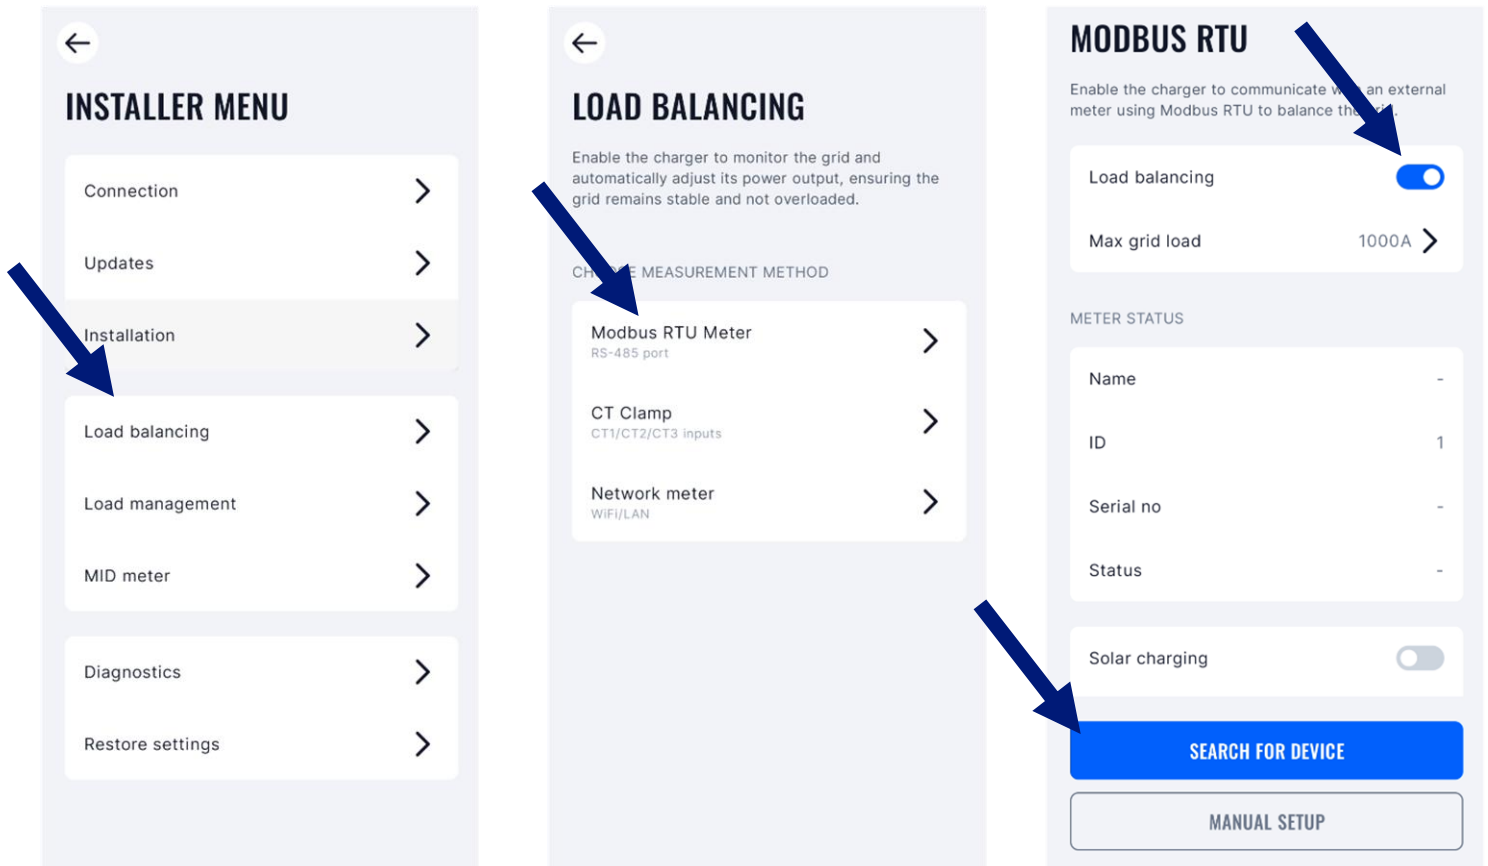 INSTALLER MENU
Connection
Updates
Installation
Load balancing
Load management
MID meter
Diagnostics
Restore settings
LOAD BALANCING
Enable the charger to monitor the grid and
automatically adjust its power output, ensuring the
grid remains stable and not overloaded.
MEASUREMENT METHOD
Modbus RTU Meter
RS-485 port
CT Clamp
CT1/CT2/CT3 inputs
Network meter
WiFi/LAN
MODBUS RTU
Enable the charger to communicate an external
meter using Modbus RTU to balance
Load balancing
Max grid load 1000A
METER STATUS
Name -
ID 1
Serial no -
Status -
Solar charging
SEARCH FOR DEVICE
MANUAL SETUP